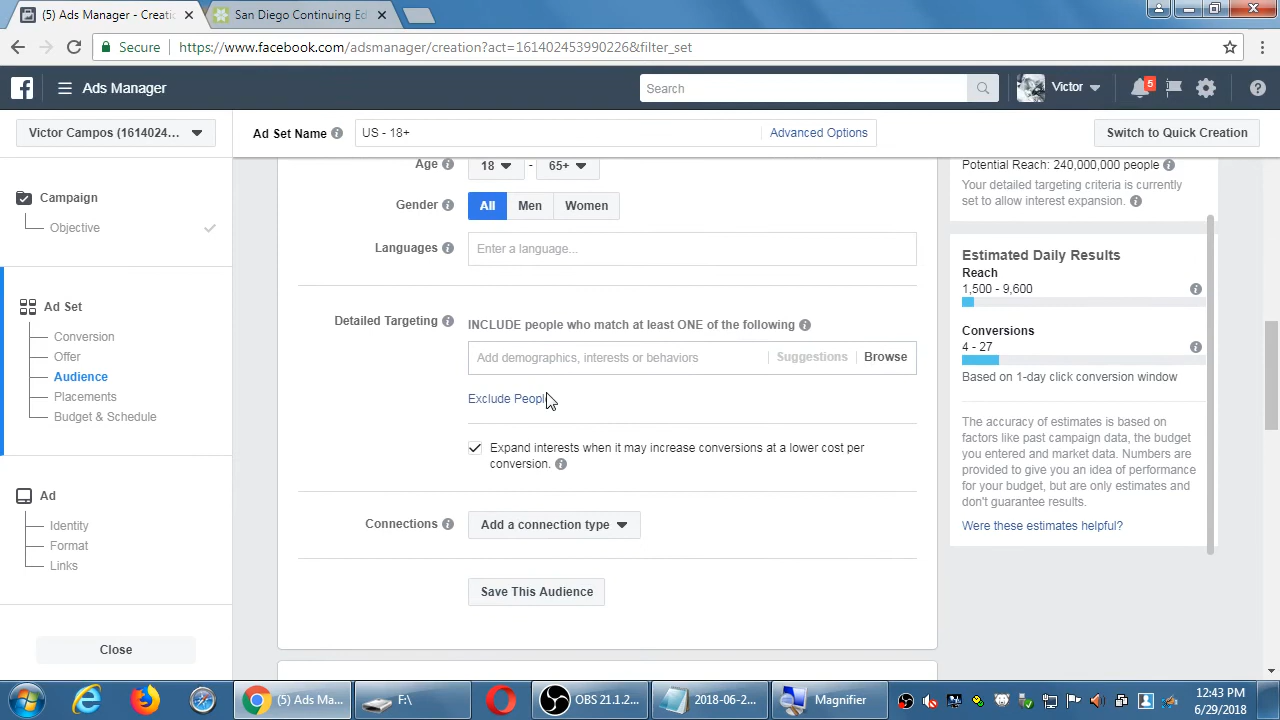 (5) Ads Manager - Creatio
San Diego Continuing Ed
Secure
https://www.facebook.com/adsmanager/creation?act=161402453990226&filter_set
Ads Manager
Search
Victor
5
Victor Campos (1614024...
Ad Set Name
US - 18+
Advanced Options
Switch to Quick Creation
Campaign
Objective
Ad Set
Conversion
Offer
Audience
Placements
Budget & Schedule
Ad
Identity
Format
Links
Close
Age
18
-
65+
Gender
All
Men
Women
Languages
Enter a language...
Detailed Targeting
INCLUDE people who match at least ONE of the following
Add demographics, interests or behaviors
Suggestions
Browse
Exclude People
Expand interests when it may increase conversions at a lower cost per
conversion.
Connections
Add a connection type
Save This Audience
Potential Reach: 240,000,000 people
Your detailed targeting criteria is currently
set to allow interest expansion.
Estimated Daily Results
Reach
1,500 - 9,600
Conversions
4 - 27
Based on 1-day click conversion window
The accuracy of estimates is based on
factors like past campaign data, the budget
you entered and market data. Numbers are
provided to give you an idea of performance
for your budget, but are only estimates and
don't guarantee results.
Were these estimates helpful?
(5) Ads Ma...
F:\
OBS 21.1.2...
2018-06-2...
Magnifier
12:43 PM
6/29/2018